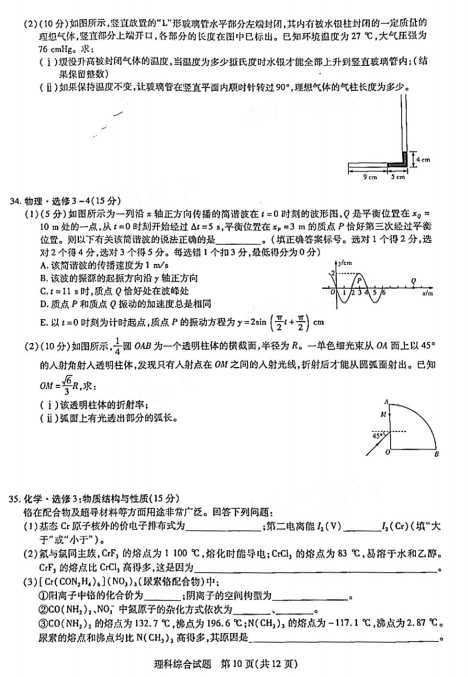 (2)(10分)如图所示,竖直放置的“L”形玻璃管水平部分左端封闭,其内有被水银柱封闭的一定质量的
理想气体,竖直部分上端开口,各部分的长度在图中已标出。已知环境温度为27 ℃,大气压强为
76 cmHg。求:
(ⅰ)缓慢升高被封闭气体的温度,当温度为多少摄氏度时水银才能全部上升到竖直玻璃管内;(结
果保留整数)
(ⅱ)如果保持温度不变,让玻璃管在竖直平面内顺时针转过90°,理想气体的气柱长度为多少。
4 cm
9 cm 5 cm
34. 物理·选修3-4(15分)
(1)(5分)如图所示为一列沿x轴正方向传播的简谐波在t=0时刻的波形图,Q是平衡位置在xQ=
10 m处的一点,从t=0时刻开始经过Δt=5 s,平衡位置在xP=3 m的质点P恰好第三次经过平衡
位置。则以下有关该简谐波的说法正确的是______。(填正确答案标号。选对1个得2分,选
对2个得4分,选对3个得5分。每选错1个扣3分,最低得分为0分)
A. 该简谐波的传播速度为1 m/s
B. 该波的振源的起振方向沿y轴正方向
C. t=11 s时,质点Q恰好在波峰处
D. 质点P和质点Q振动的加速度总是相同
E. 以t=0时刻为计时起点,质点P的振动方程为y=2sin(π/2 t+π/2) cm
y/cm
2
P
Q
0 1 2 3 4 5 6
x/m
(2)(10分)如图所示,1/4圆OAB为一个透明柱体的横截面,半径为R。一单色细光束从OA面上以45°
的入射角射入透明柱体,发现只有入射点在OM之间的入射光线,折射后才能从圆弧面射出。已知
OM=√6/3 R,求:
(ⅰ)该透明柱体的折射率;
(ⅱ)弧面上有光透出部分的弧长。
A
M
45°
O B
35. 化学·选修3:物质结构与性质(15分)
铬在配合物及超导材料等方面用途非常广泛。回答下列问题:
(1)基态Cr原子核外的价电子排布式为______;第二电离能I₂(V)______I₂(Cr)(填“大
于”或“小于”)。
(2)氟与氯同主族,CrF₃的熔点为1 100 ℃,熔化时能导电;CrCl₃的熔点为83 ℃,易溶于水和乙醇。
CrF₃的熔点比CrCl₃高得多,这是因为______。
(3)[Cr(CON₂H₄)₆](NO₃)₃(尿素铬配合物)中:
①阳离子中铬的化合价为______;阴离子的空间构型为______。
②CO(NH₂)₂、NO₃⁻中氮原子的杂化方式依次为______、______。
③CO(NH₂)₂的熔点为132.7 ℃,沸点为196.6 ℃;N(CH₃)₃的熔点为-117.1 ℃,沸点为2.87 ℃。
尿素的熔点和沸点均比N(CH₃)₃高得多,其原因是______。
理科综合试题 第10页(共12页)